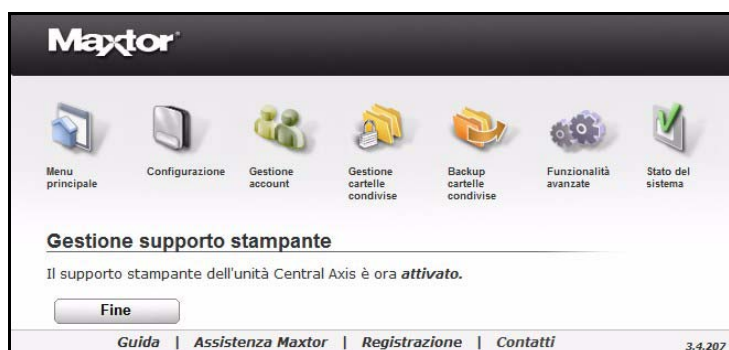 Maxtor
Menu
principale
Configurazione
Gestione
account
Gestione
cartelle
condivise
Backup
cartelle
condivise
Funzionalità
avanzate
Stato del
sistema
Gestione supporto stampante
Il supporto stampante dell'unità Central Axis è ora attivato.
Fine
Guida | Assistenza Maxtor | Registrazione | Contatti
3.4.207